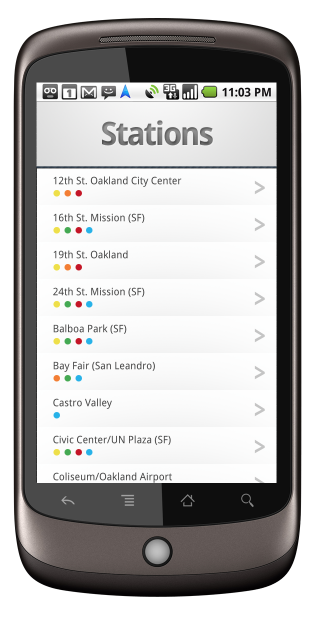 1
3G
11:03 PM
Stations
12th St. Oakland City Center
16th St. Mission (SF)
19th St. Oakland
24th St. Mission (SF)
Balboa Park (SF)
Bay Fair (San Leandro)
Castro Valley
Civic Center/UN Plaza (SF)
Coliseum/Oakland Airport